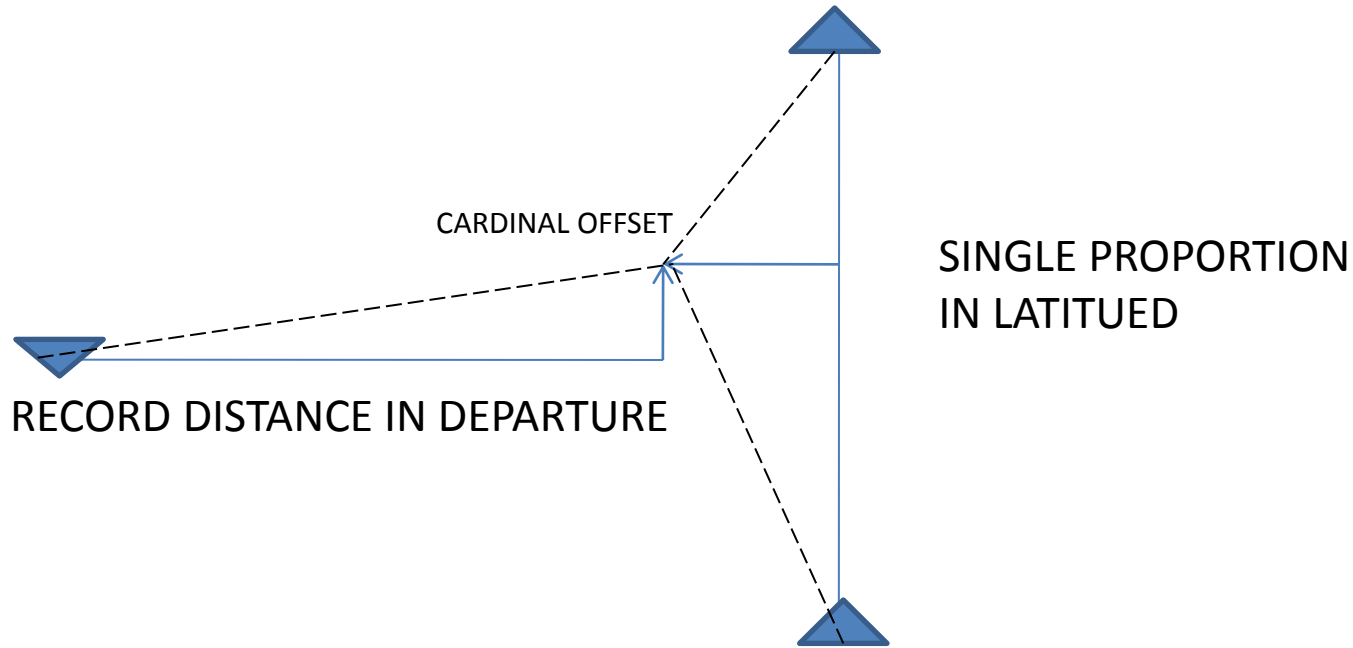 CARDINAL OFFSET
SINGLE PROPORTION
IN LATITUED
RECORD DISTANCE IN DEPARTURE